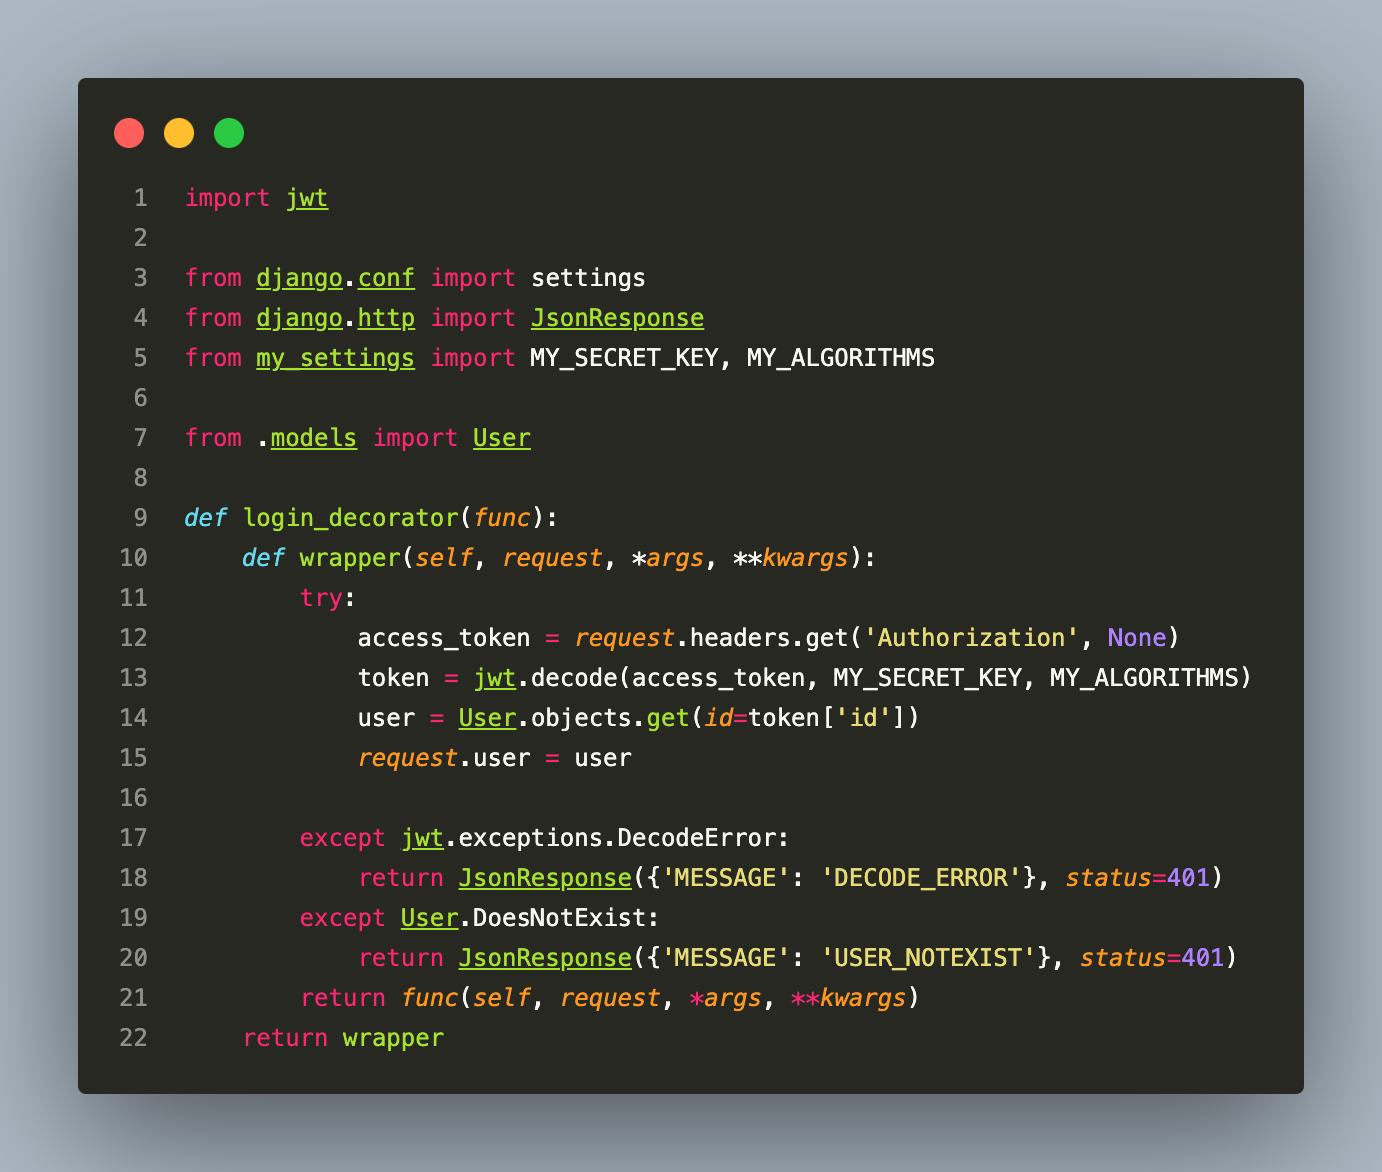 1 import jwt
2
3 from django.conf import settings
4 from django.http import JsonResponse
5 from my_settings import MY_SECRET_KEY, MY_ALGORITHMS
6
7 from .models import User
8
9 def login_decorator(func):
10     def wrapper(self, request, *args, **kwargs):
11         try:
12             access_token = request.headers.get('Authorization', None)
13             token = jwt.decode(access_token, MY_SECRET_KEY, MY_ALGORITHMS)
14             user = User.objects.get(id=token['id'])
15             request.user = user
16
17         except jwt.exceptions.DecodeError:
18             return JsonResponse({'MESSAGE': 'DECODE_ERROR'}, status=401)
19         except User.DoesNotExist:
20             return JsonResponse({'MESSAGE': 'USER_NOTEXIST'}, status=401)
21         return func(self, request, *args, **kwargs)
22     return wrapper